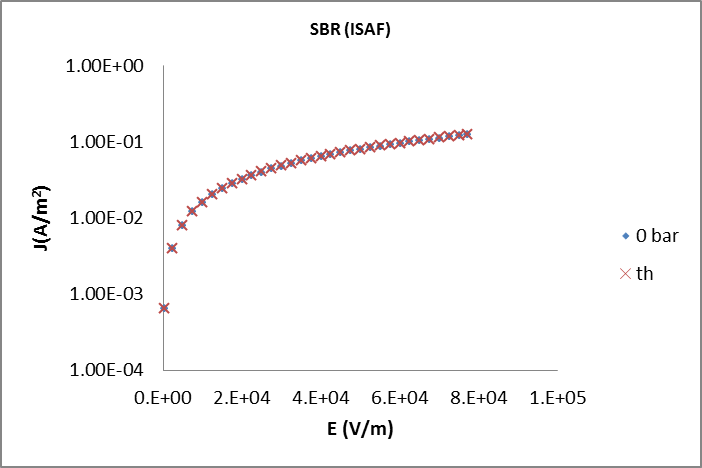 SBR (ISAF)
1.00E+00
1.00E-01
1.00E-02
1.00E-03
1.00E-04
J(A/m²)
0 bar
th
0.E+00 2.E+04 4.E+04 6.E+04 8.E+04 1.E+05
E (V/m)